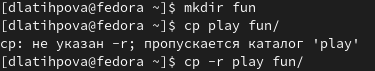 [dlatihpova@fedora ~]$ mkdir fun
[dlatihpova@fedora ~]$ cp play fun/
cp: не указан -r; пропускается каталог 'play'
[dlatihpova@fedora ~]$ cp -r play fun/